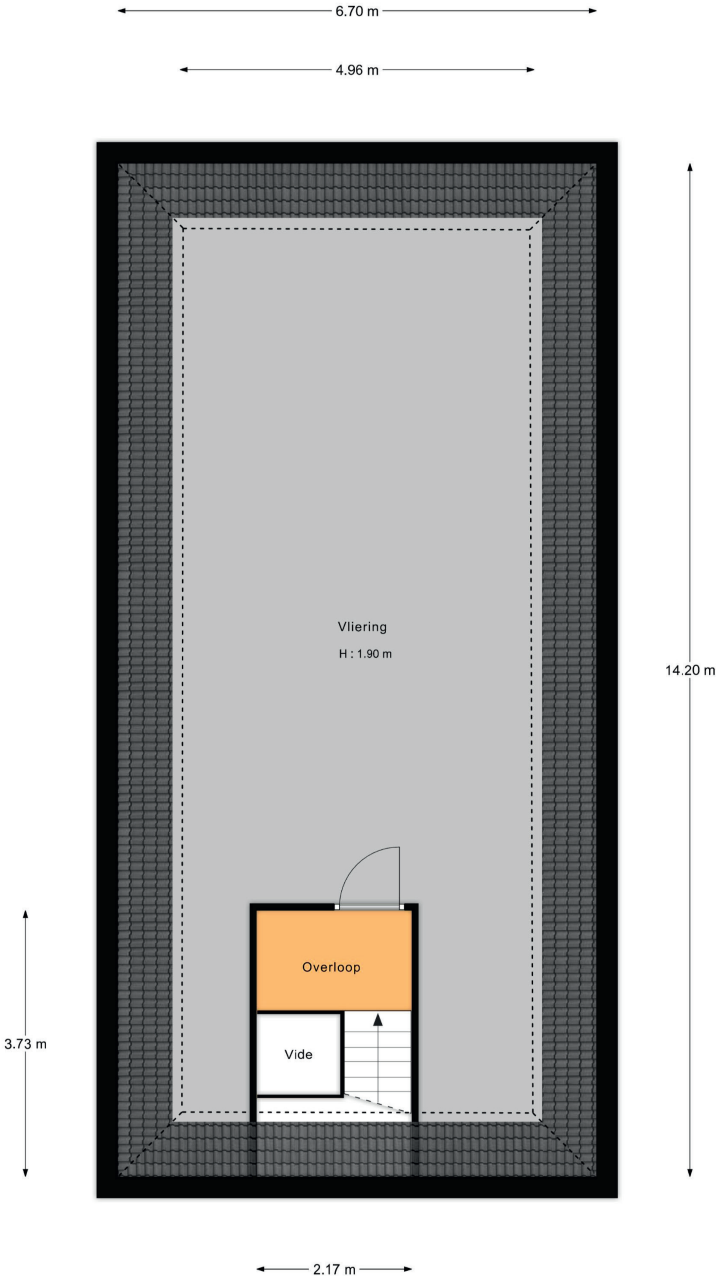 6.70 m
4.96 m
Vliering
H : 1.90 m
14.20 m
Overloop
3.73 m
Vide
2.17 m